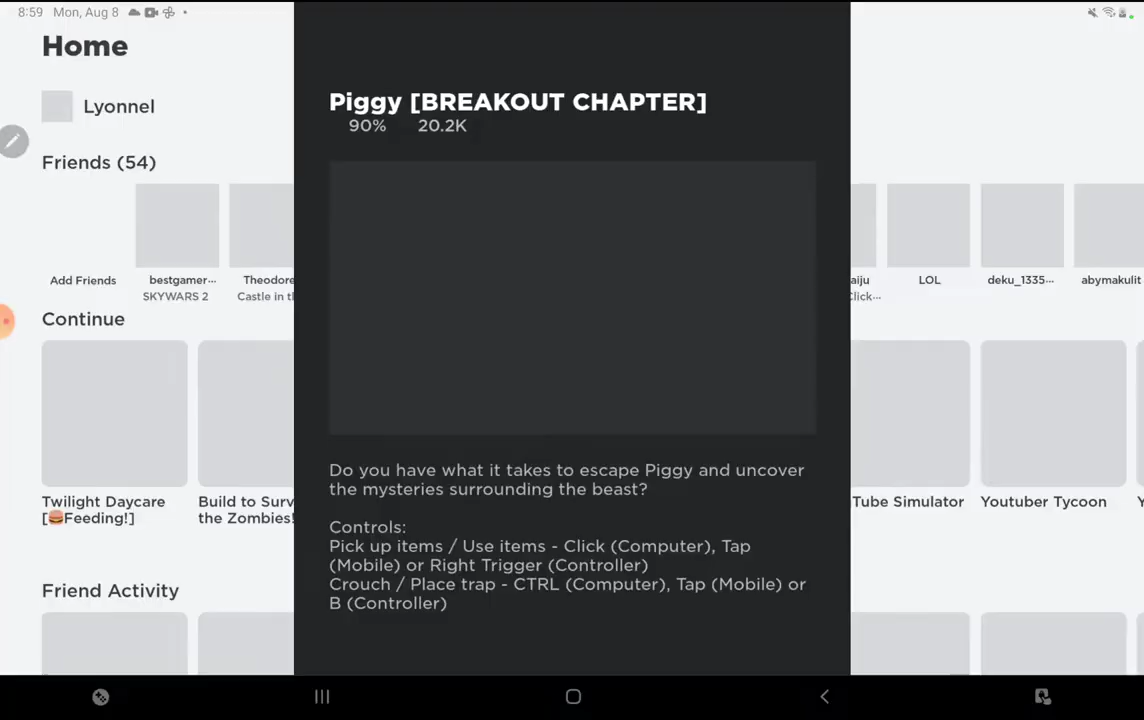 8:59 Mon, Aug 8
Home
Lyonnel
Friends (54)
Add Friends
bestgamer···
SKYWARS 2
Theodore
Castle in th
aiju
Click···
LOL
deku_1335···
abymakulit
Continue
Twilight Daycare
[🍔Feeding!]
Build to Surv
the Zombies!
Tube Simulator
Youtuber Tycoon
Friend Activity
Piggy [BREAKOUT CHAPTER]
90% 20.2K
Do you have what it takes to escape Piggy and uncover
the mysteries surrounding the beast?
Controls:
Pick up items / Use items - Click (Computer), Tap
(Mobile) or Right Trigger (Controller)
Crouch / Place trap - CTRL (Computer), Tap (Mobile) or
B (Controller)